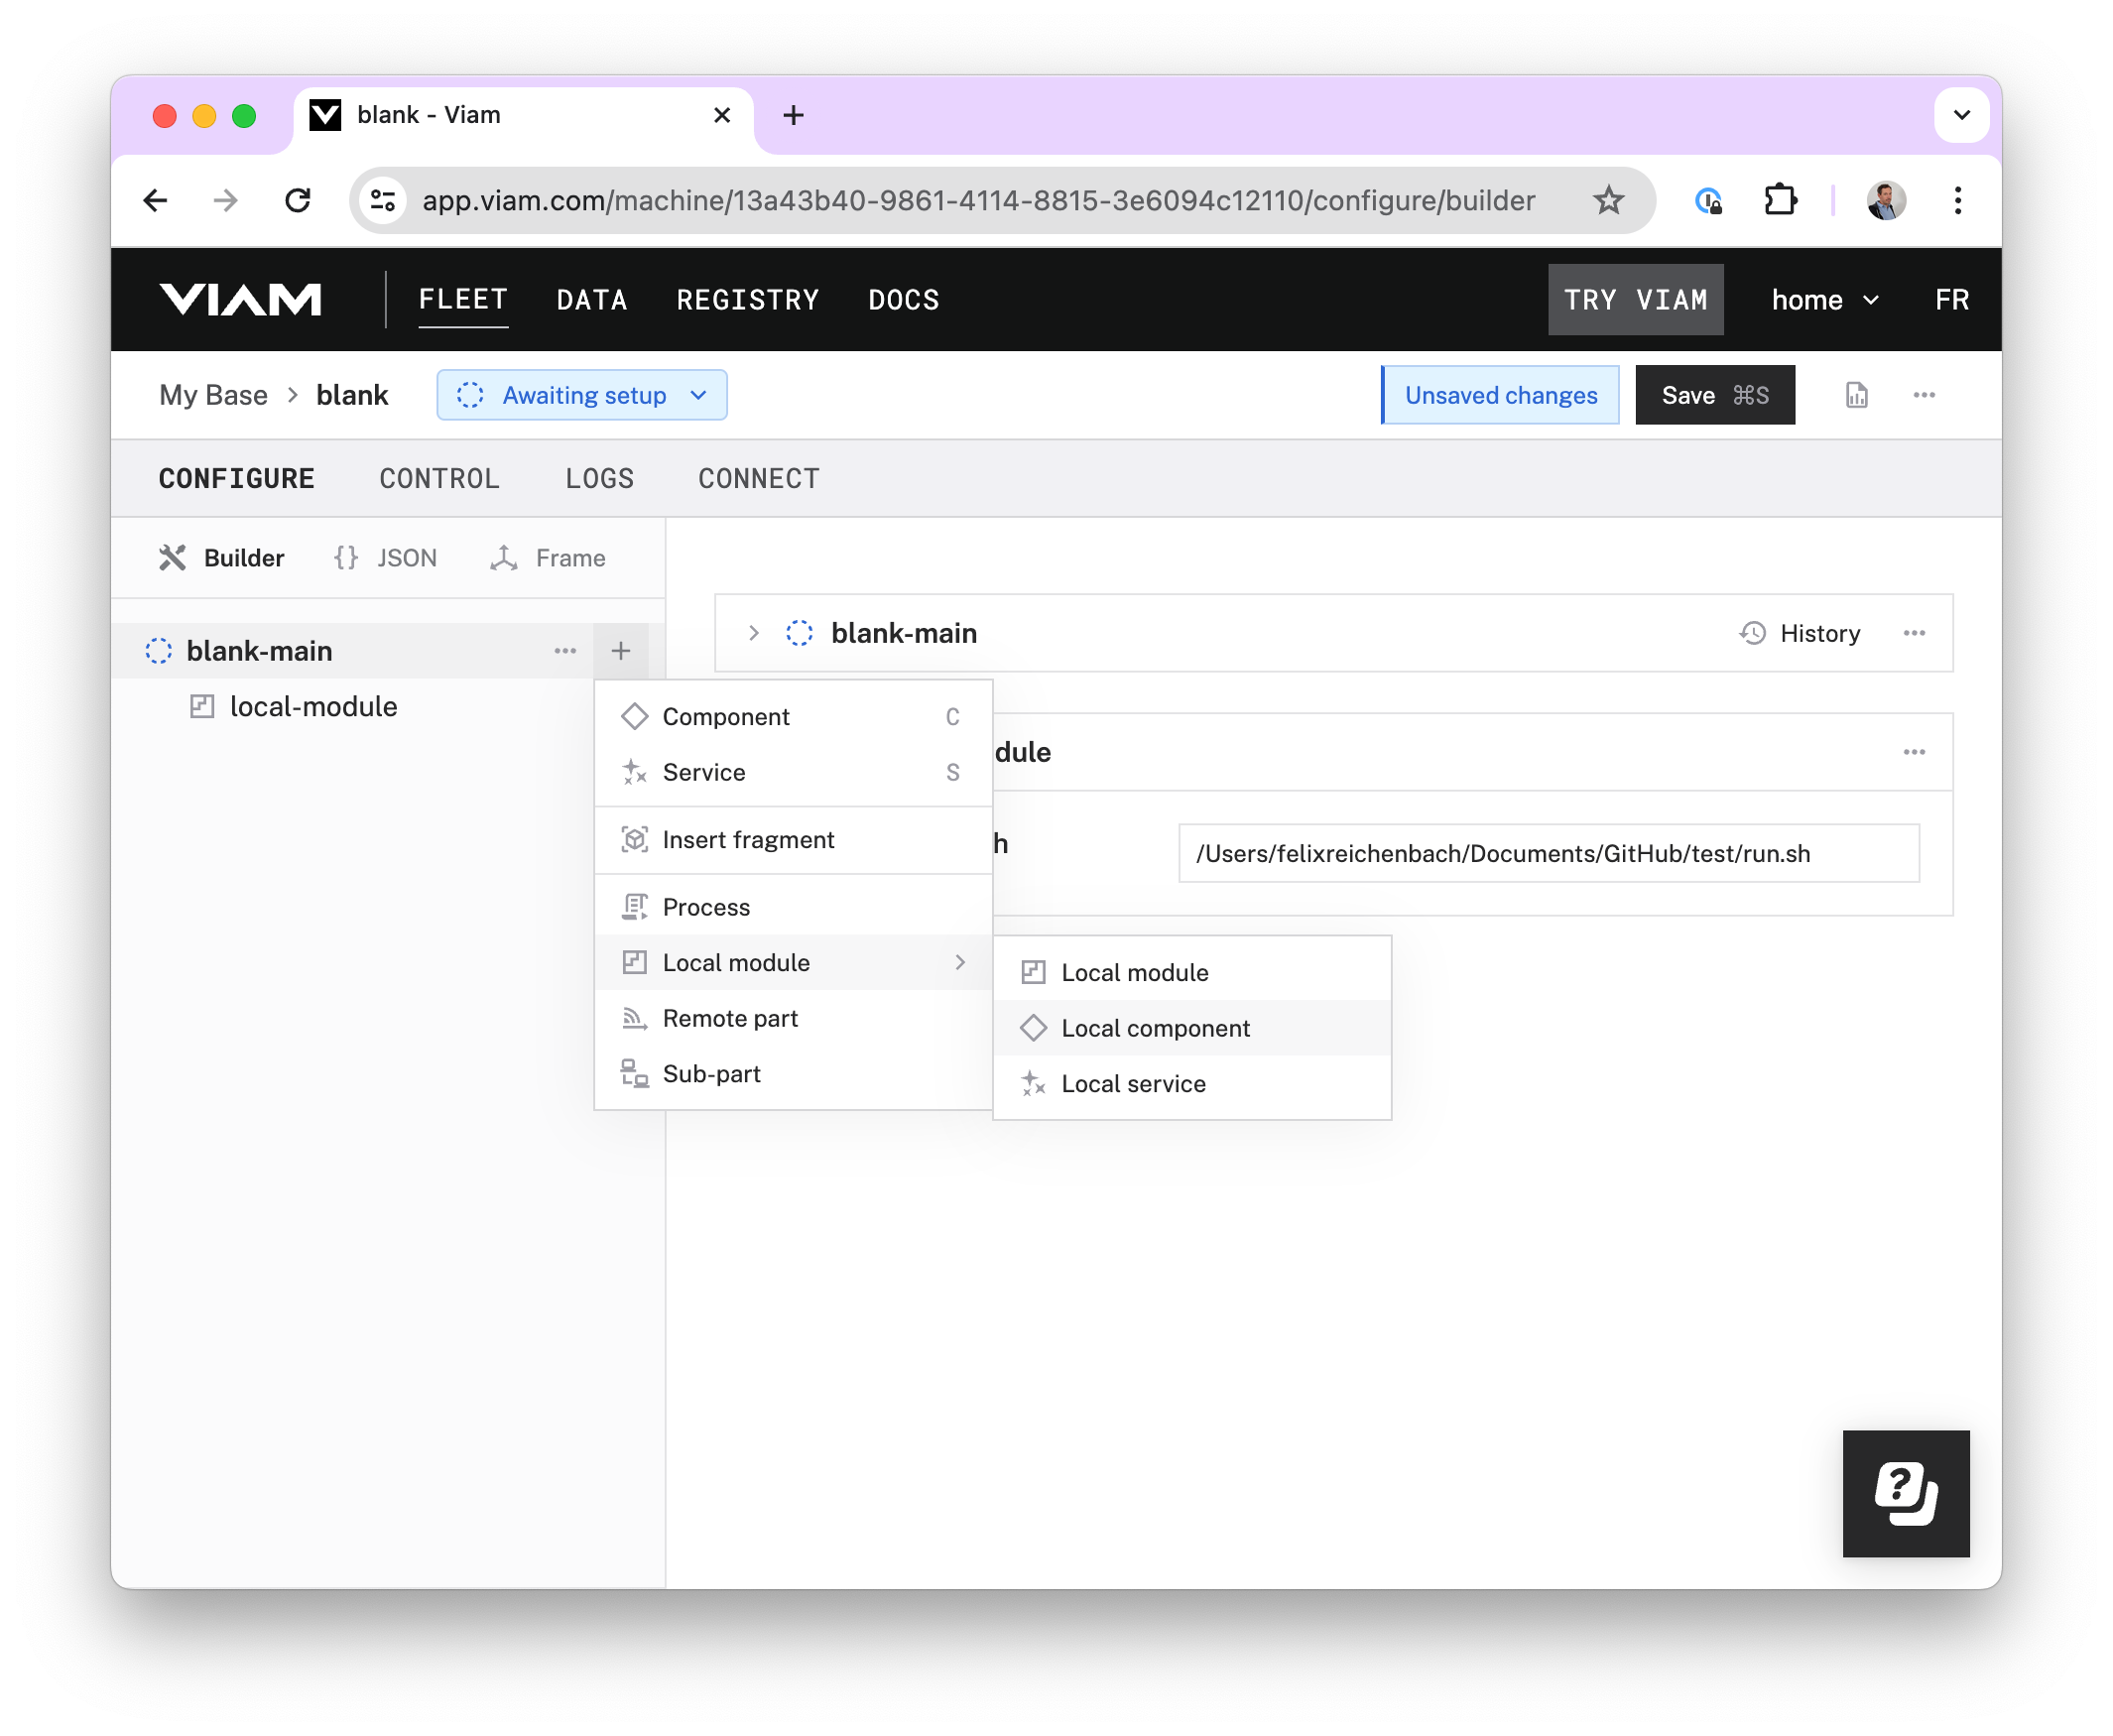 blank - Viam
app.viam.com/machine/13a43b40-9861-4114-8815-3e6094c12110/configure/builder
VIAM FLEET DATA REGISTRY DOCS TRY VIAM home FR
My Base > blank Awaiting setup Unsaved changes Save ⌘S
CONFIGURE CONTROL LOGS CONNECT
Builder {} JSON Frame
blank-main
local-module
blank-main History
dule
h /Users/felixreichenbach/Documents/GitHub/test/run.sh
Component C
Service S
Insert fragment
Process
Local module
Remote part
Sub-part
Local module
Local component
Local service